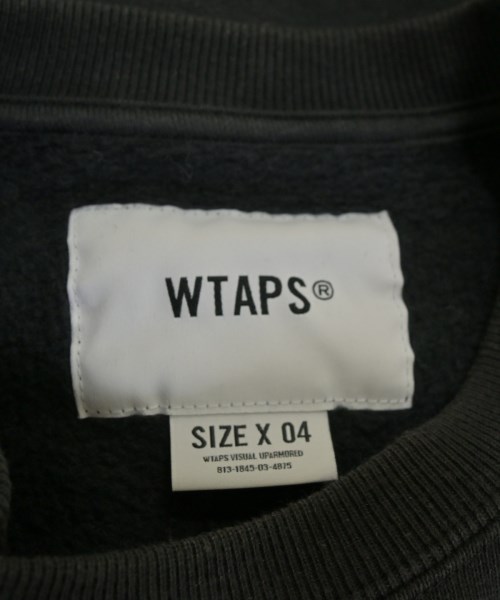 WTAPS®
SIZE X 04
WTAPS VISUAL UPARMORED
813-1845-03-4875